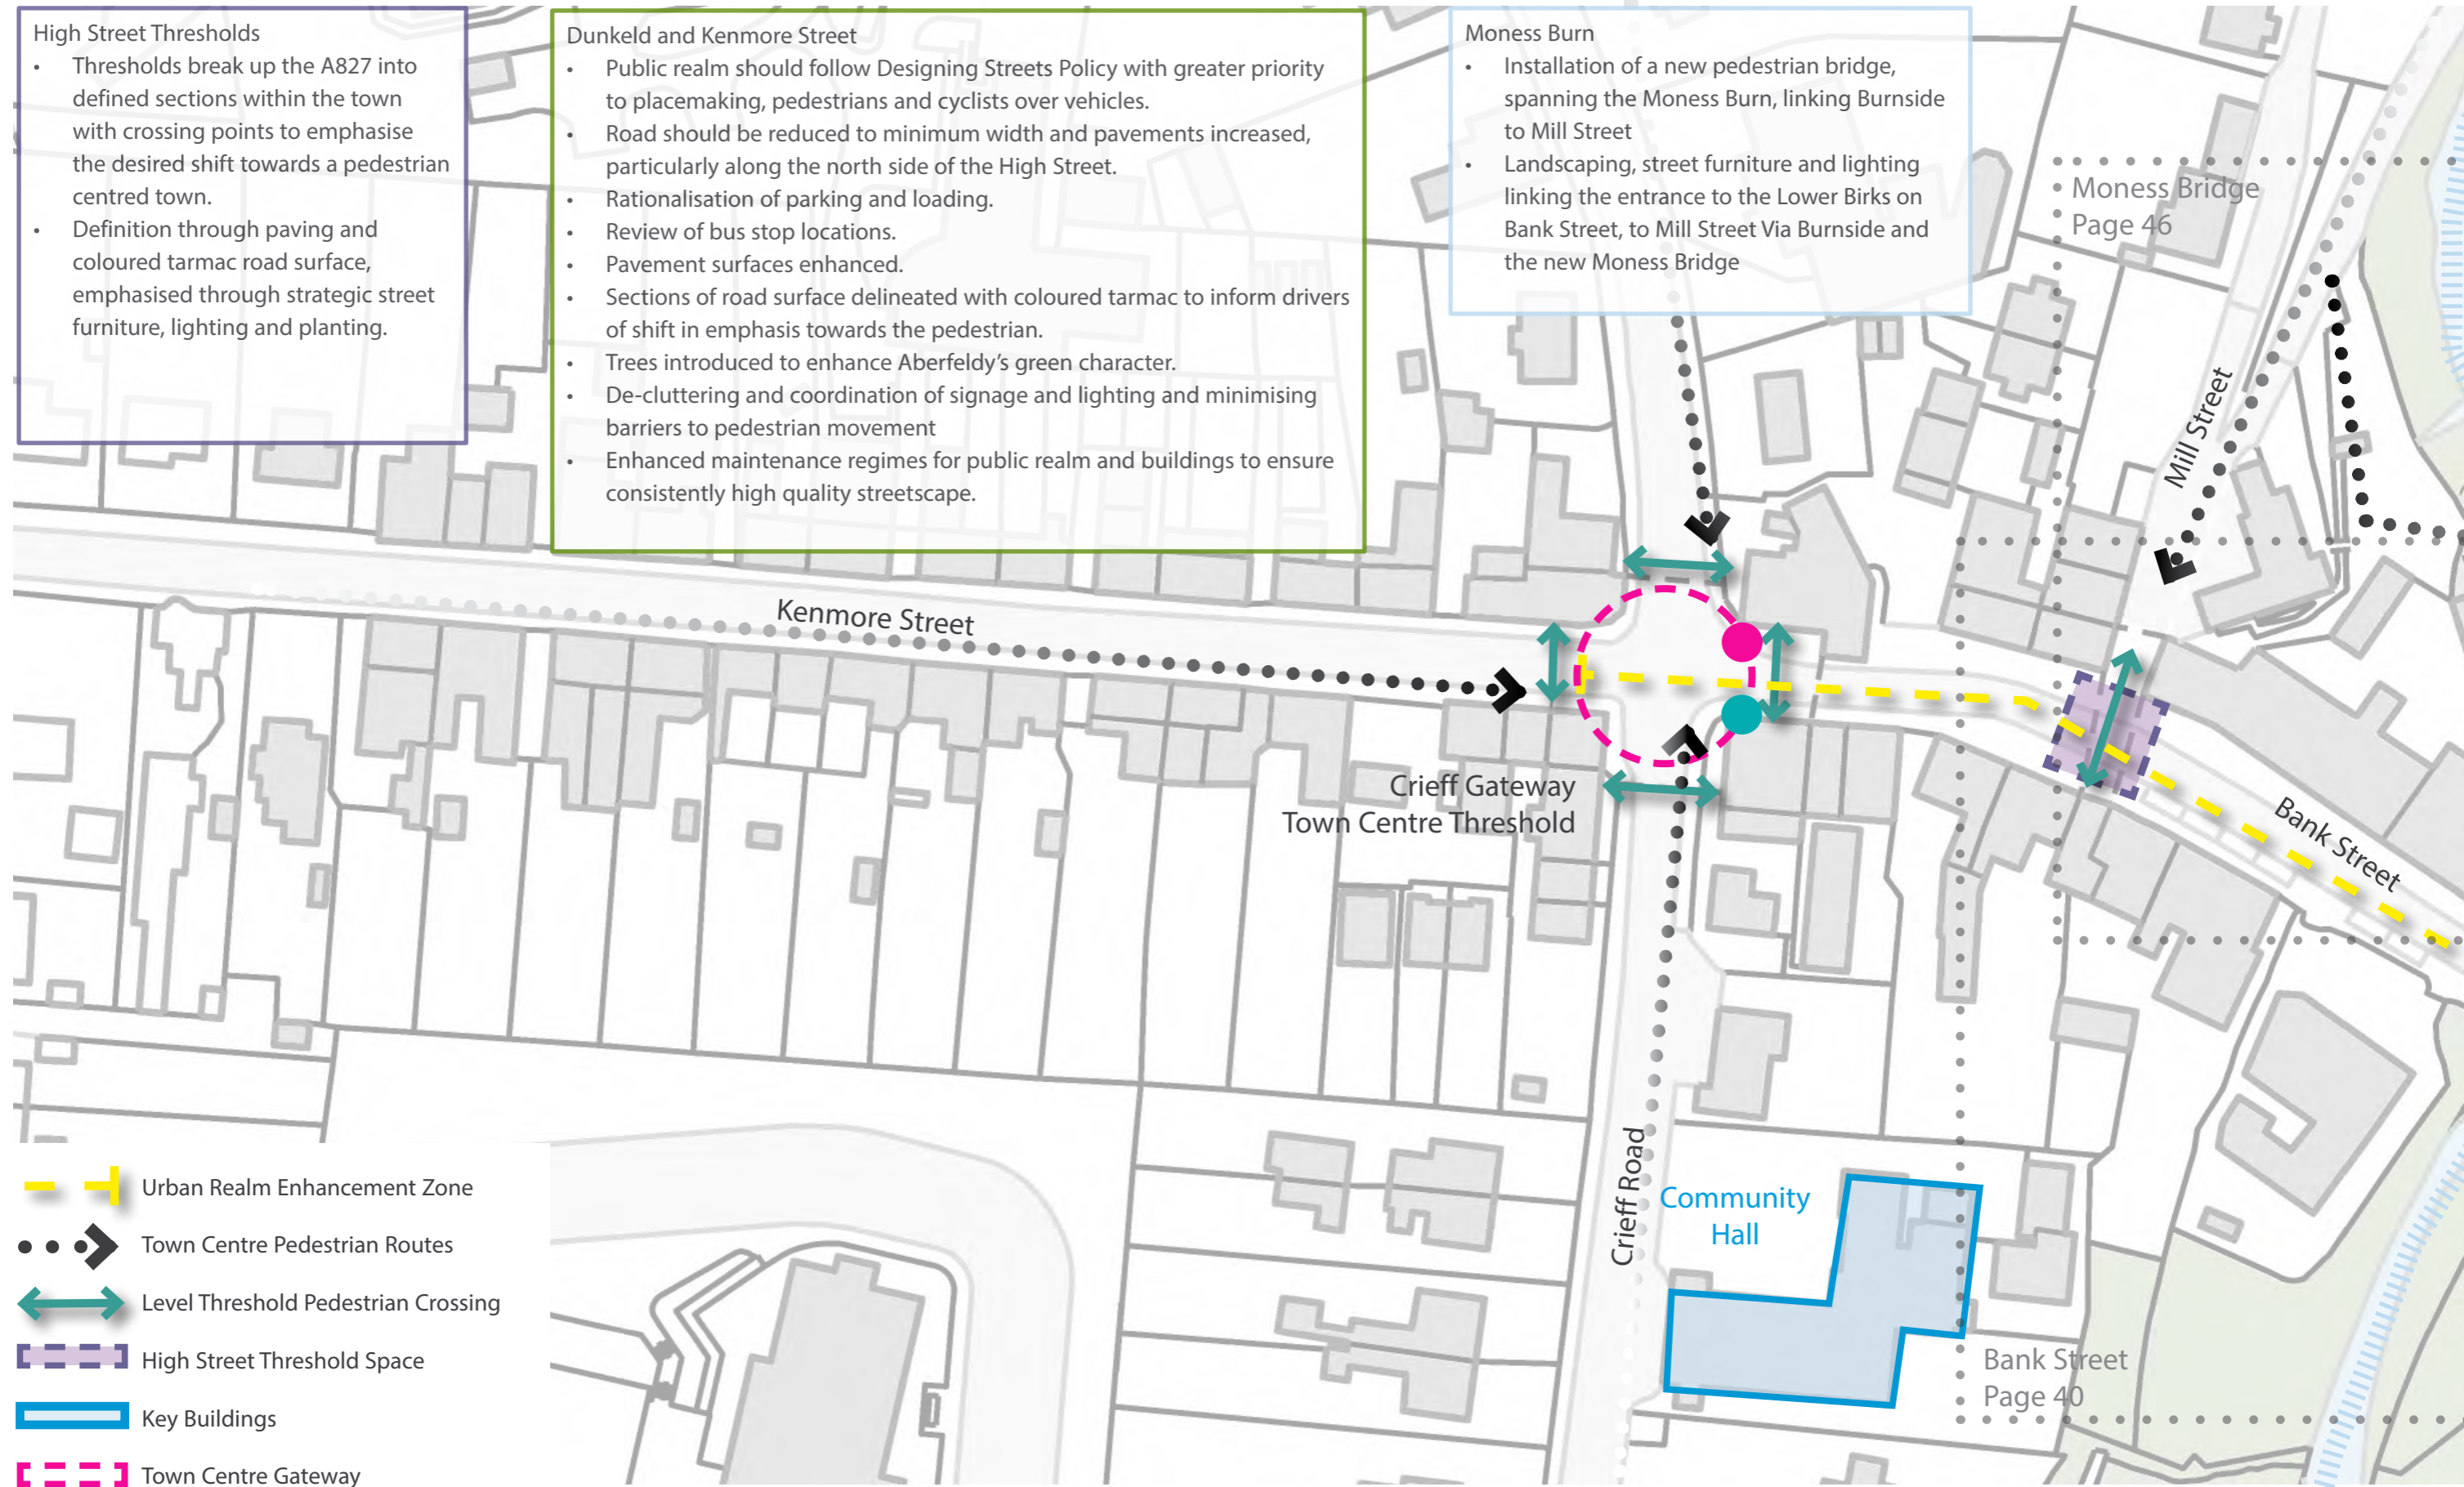 High Street Thresholds
• Thresholds break up the A827 into
defined sections within the town
with crossing points to emphasise
the desired shift towards a pedestrian
centred town.
• Definition through paving and
coloured tarmac road surface,
emphasised through strategic street
furniture, lighting and planting.
Dunkeld and Kenmore Street
• Public realm should follow Designing Streets Policy with greater priority
to placemaking, pedestrians and cyclists over vehicles.
• Road should be reduced to minimum width and pavements increased,
particularly along the north side of the High Street.
• Rationalisation of parking and loading.
• Review of bus stop locations.
• Pavement surfaces enhanced.
• Sections of road surface delineated with coloured tarmac to inform drivers
of shift in emphasis towards the pedestrian.
• Trees introduced to enhance Aberfeldy's green character.
• De-cluttering and coordination of signage and lighting and minimising
barriers to pedestrian movement
• Enhanced maintenance regimes for public realm and buildings to ensure
consistently high quality streetscape.
Moness Burn
• Installation of a new pedestrian bridge,
spanning the Moness Burn, linking Burnside
to Mill Street
• Landscaping, street furniture and lighting
linking the entrance to the Lower Birks on
Bank Street, to Mill Street Via Burnside and
the new Moness Bridge
Moness Bridge
Page 46
Mill Street
Kenmore Street
Crieff Gateway
Town Centre Threshold
Bank Street
Crieff Road
Community
Hall
Bank Street
Page 40
Urban Realm Enhancement Zone
Town Centre Pedestrian Routes
Level Threshold Pedestrian Crossing
High Street Threshold Space
Key Buildings
Town Centre Gateway